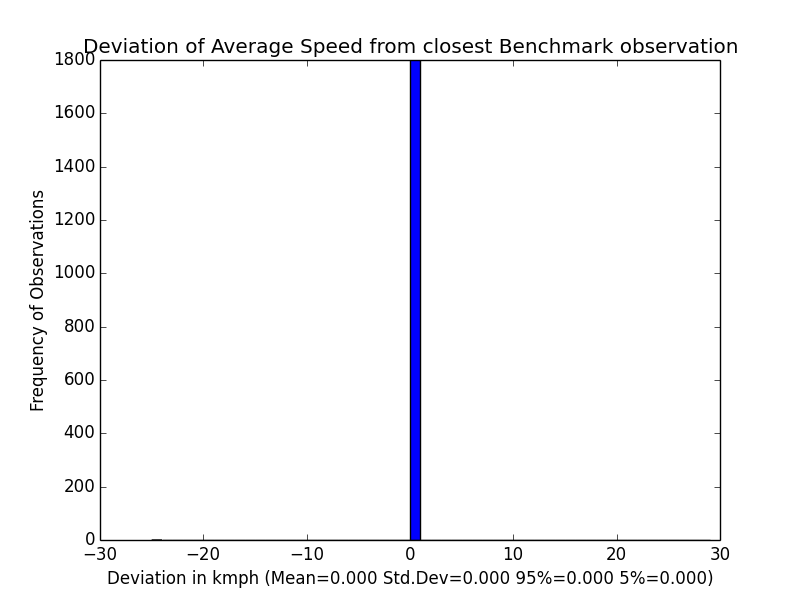 Deviation of Average Speed from closest Benchmark observation
1800
1600
1400
1200
1000
800
600
400
200
0
Frequency of Observations
−30 −20 −10 0 10 20 30
Deviation in kmph (Mean=0.000 Std.Dev=0.000 95%=0.000 5%=0.000)